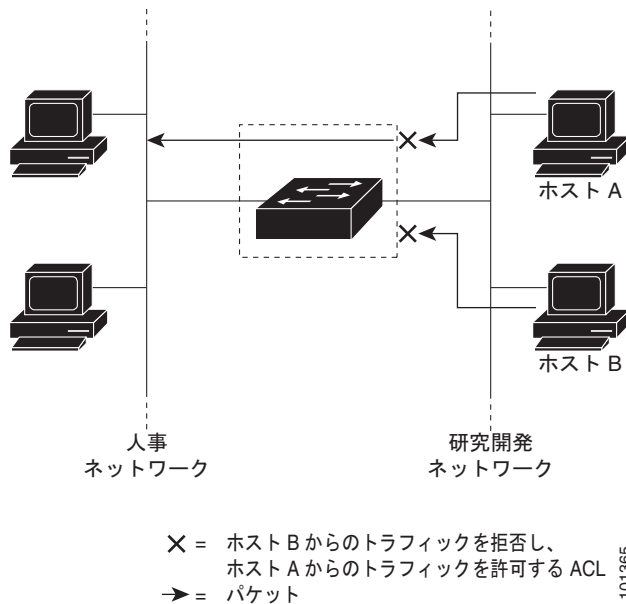 ホスト A
ホスト B
人事
ネットワーク
研究開発
ネットワーク
✕ = ホスト B からのトラフィックを拒否し、
ホスト A からのトラフィックを許可する ACL
→ = パケット
101365